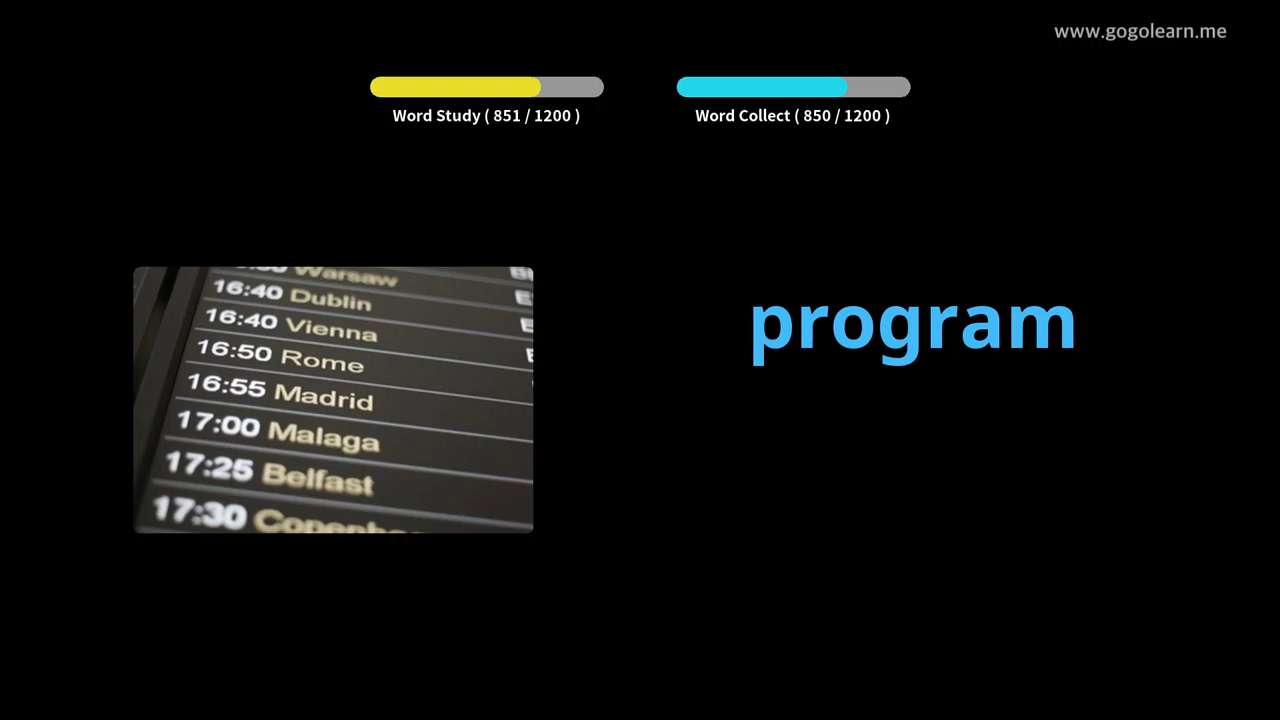 www.gogolearn.me
Word Study ( 851 / 1200 )
Word Collect ( 850 / 1200 )
Warsaw
16:40 Dublin
16:40 Vienna
16:50 Rome
16:55 Madrid
17:00 Malaga
17:25 Belfast
17:30
program